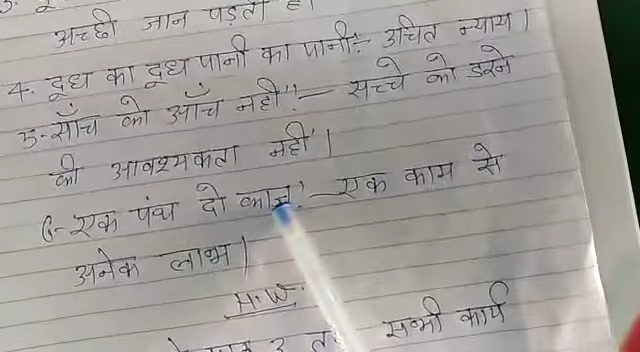 अच्छी जान पड़ती है।
4. दूध का दूध पानी का पानी:- उचित न्याय।
5- साँच को आँच नहीं:- सच्चे को डरने
की आवश्यकता नहीं।
6- एक पंथ दो काज:- एक काम से
अनेक लाभ।
H.W.
सभी कार्य